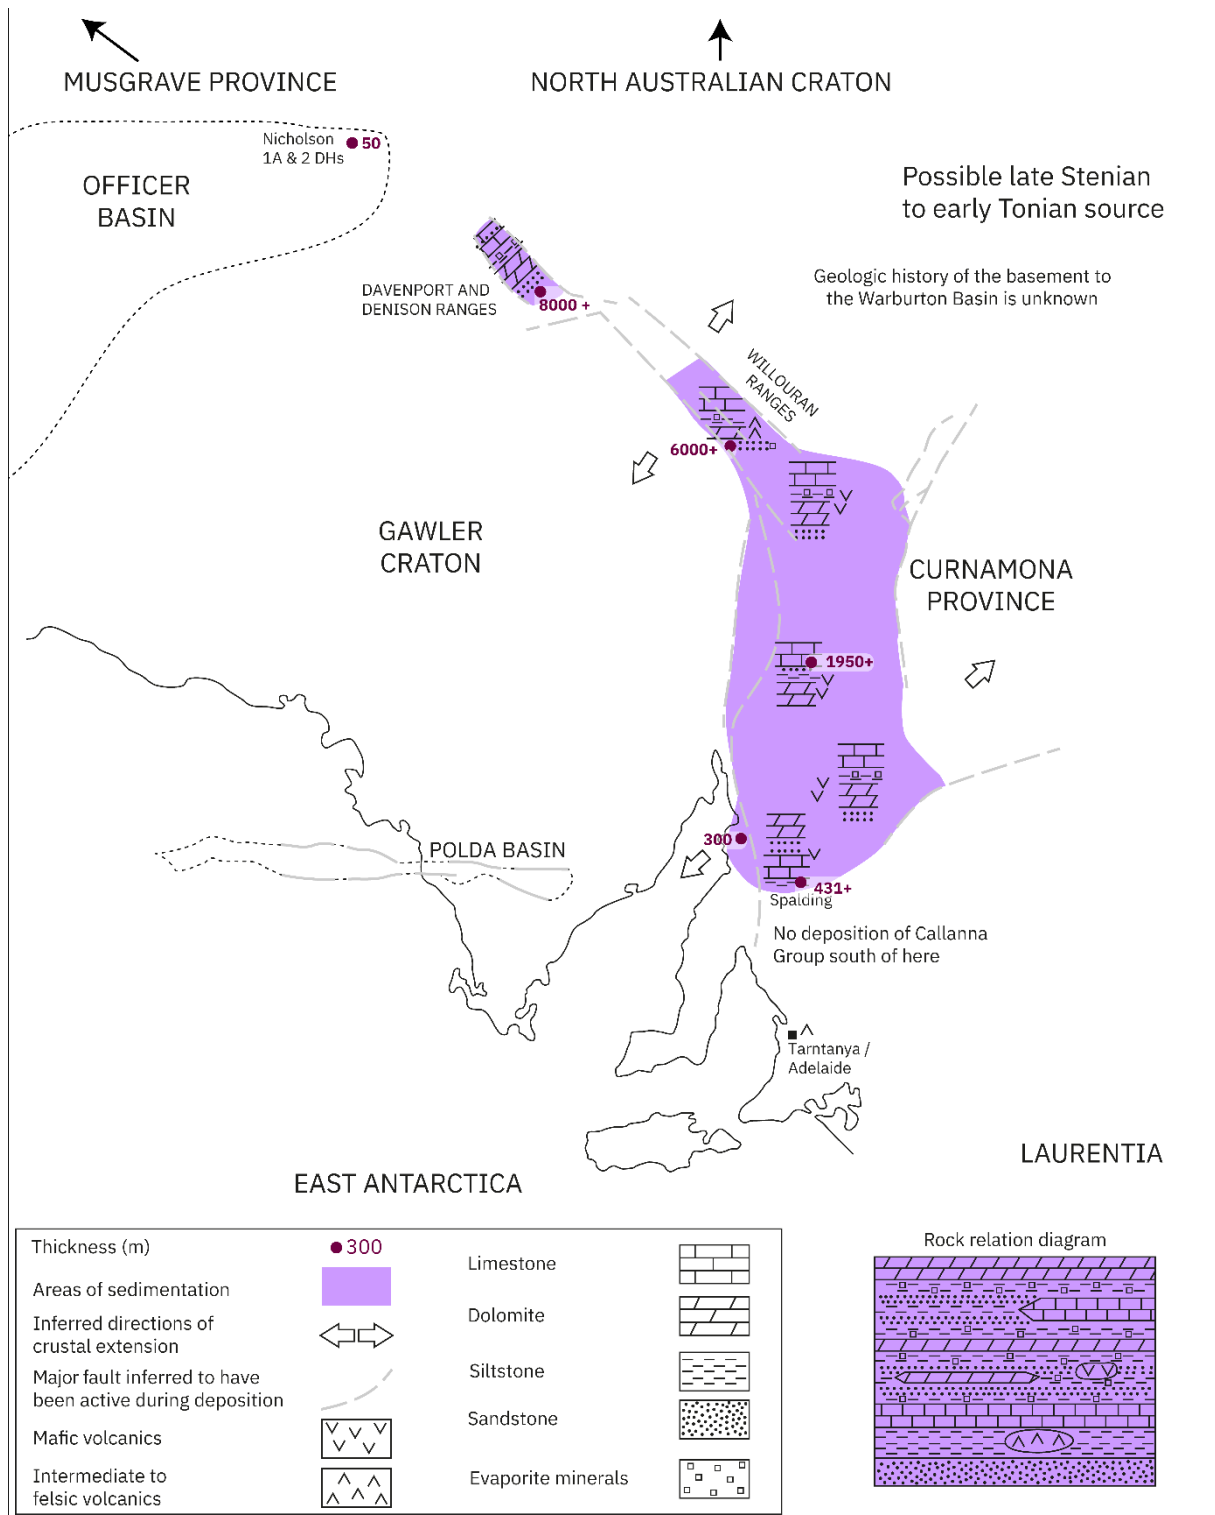 MUSGRAVE PROVINCE
NORTH AUSTRALIAN CRATON
Nicholson
1A & 2 DHs
50
OFFICER
BASIN
Possible late Stenian
to early Tonian source
Geologic history of the basement to
the Warburton Basin is unknown
DAVENPORT AND
DENISON RANGES
8000 +
WILLOURAN
RANGES
6000+
GAWLER
CRATON
CURNAMONA
PROVINCE
1950+
POLDA BASIN
300
431+
Spalding
No deposition of Callanna
Group south of here
Tarntanya /
Adelaide
LAURENTIA
EAST ANTARCTICA
Thickness (m)
300
Areas of sedimentation
Inferred directions of
crustal extension
Major fault inferred to have
been active during deposition
Mafic volcanics
Intermediate to
felsic volcanics
Limestone
Dolomite
Siltstone
Sandstone
Evaporite minerals
Rock relation diagram